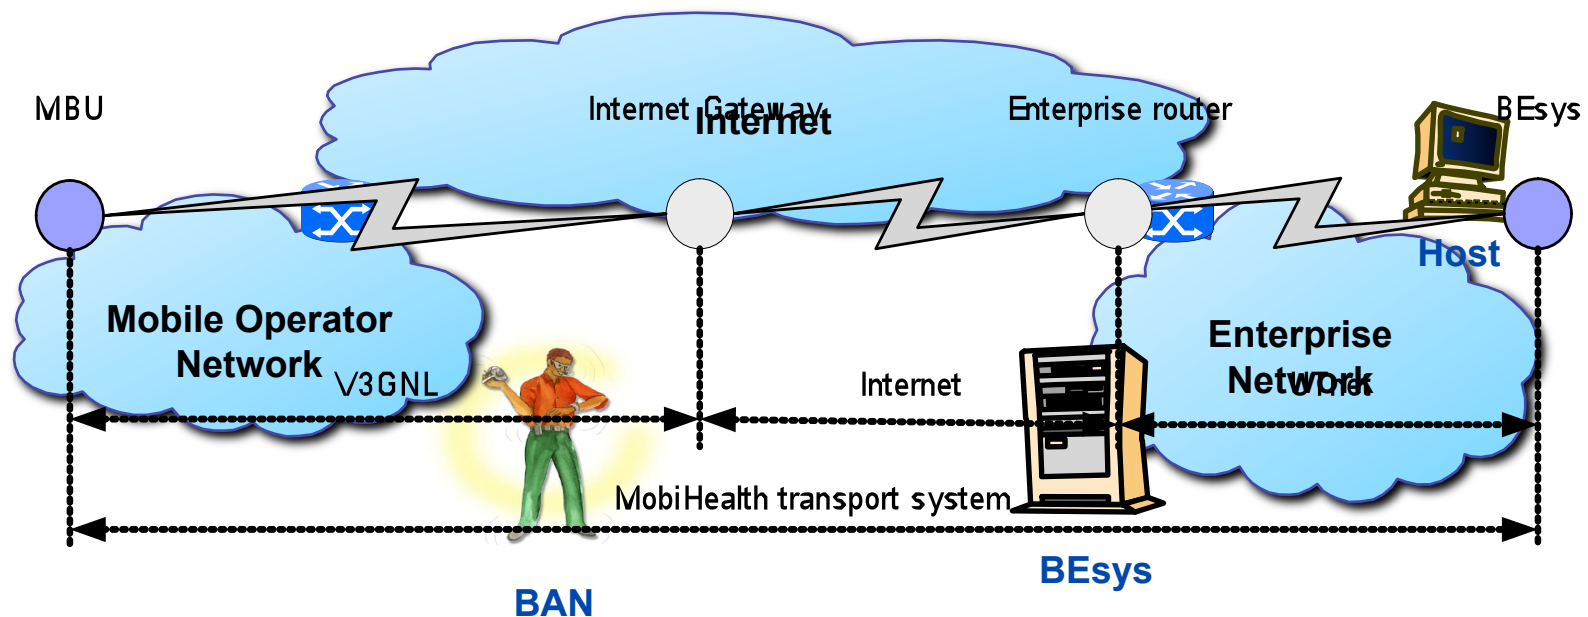 MBU
Internet Gateway
Internet
Enterprise router
BEsys
Host
Mobile Operator
Network
V3GNL
Internet
Enterprise
Network
UTnet
MobiHealth transport system
BEsys
BAN